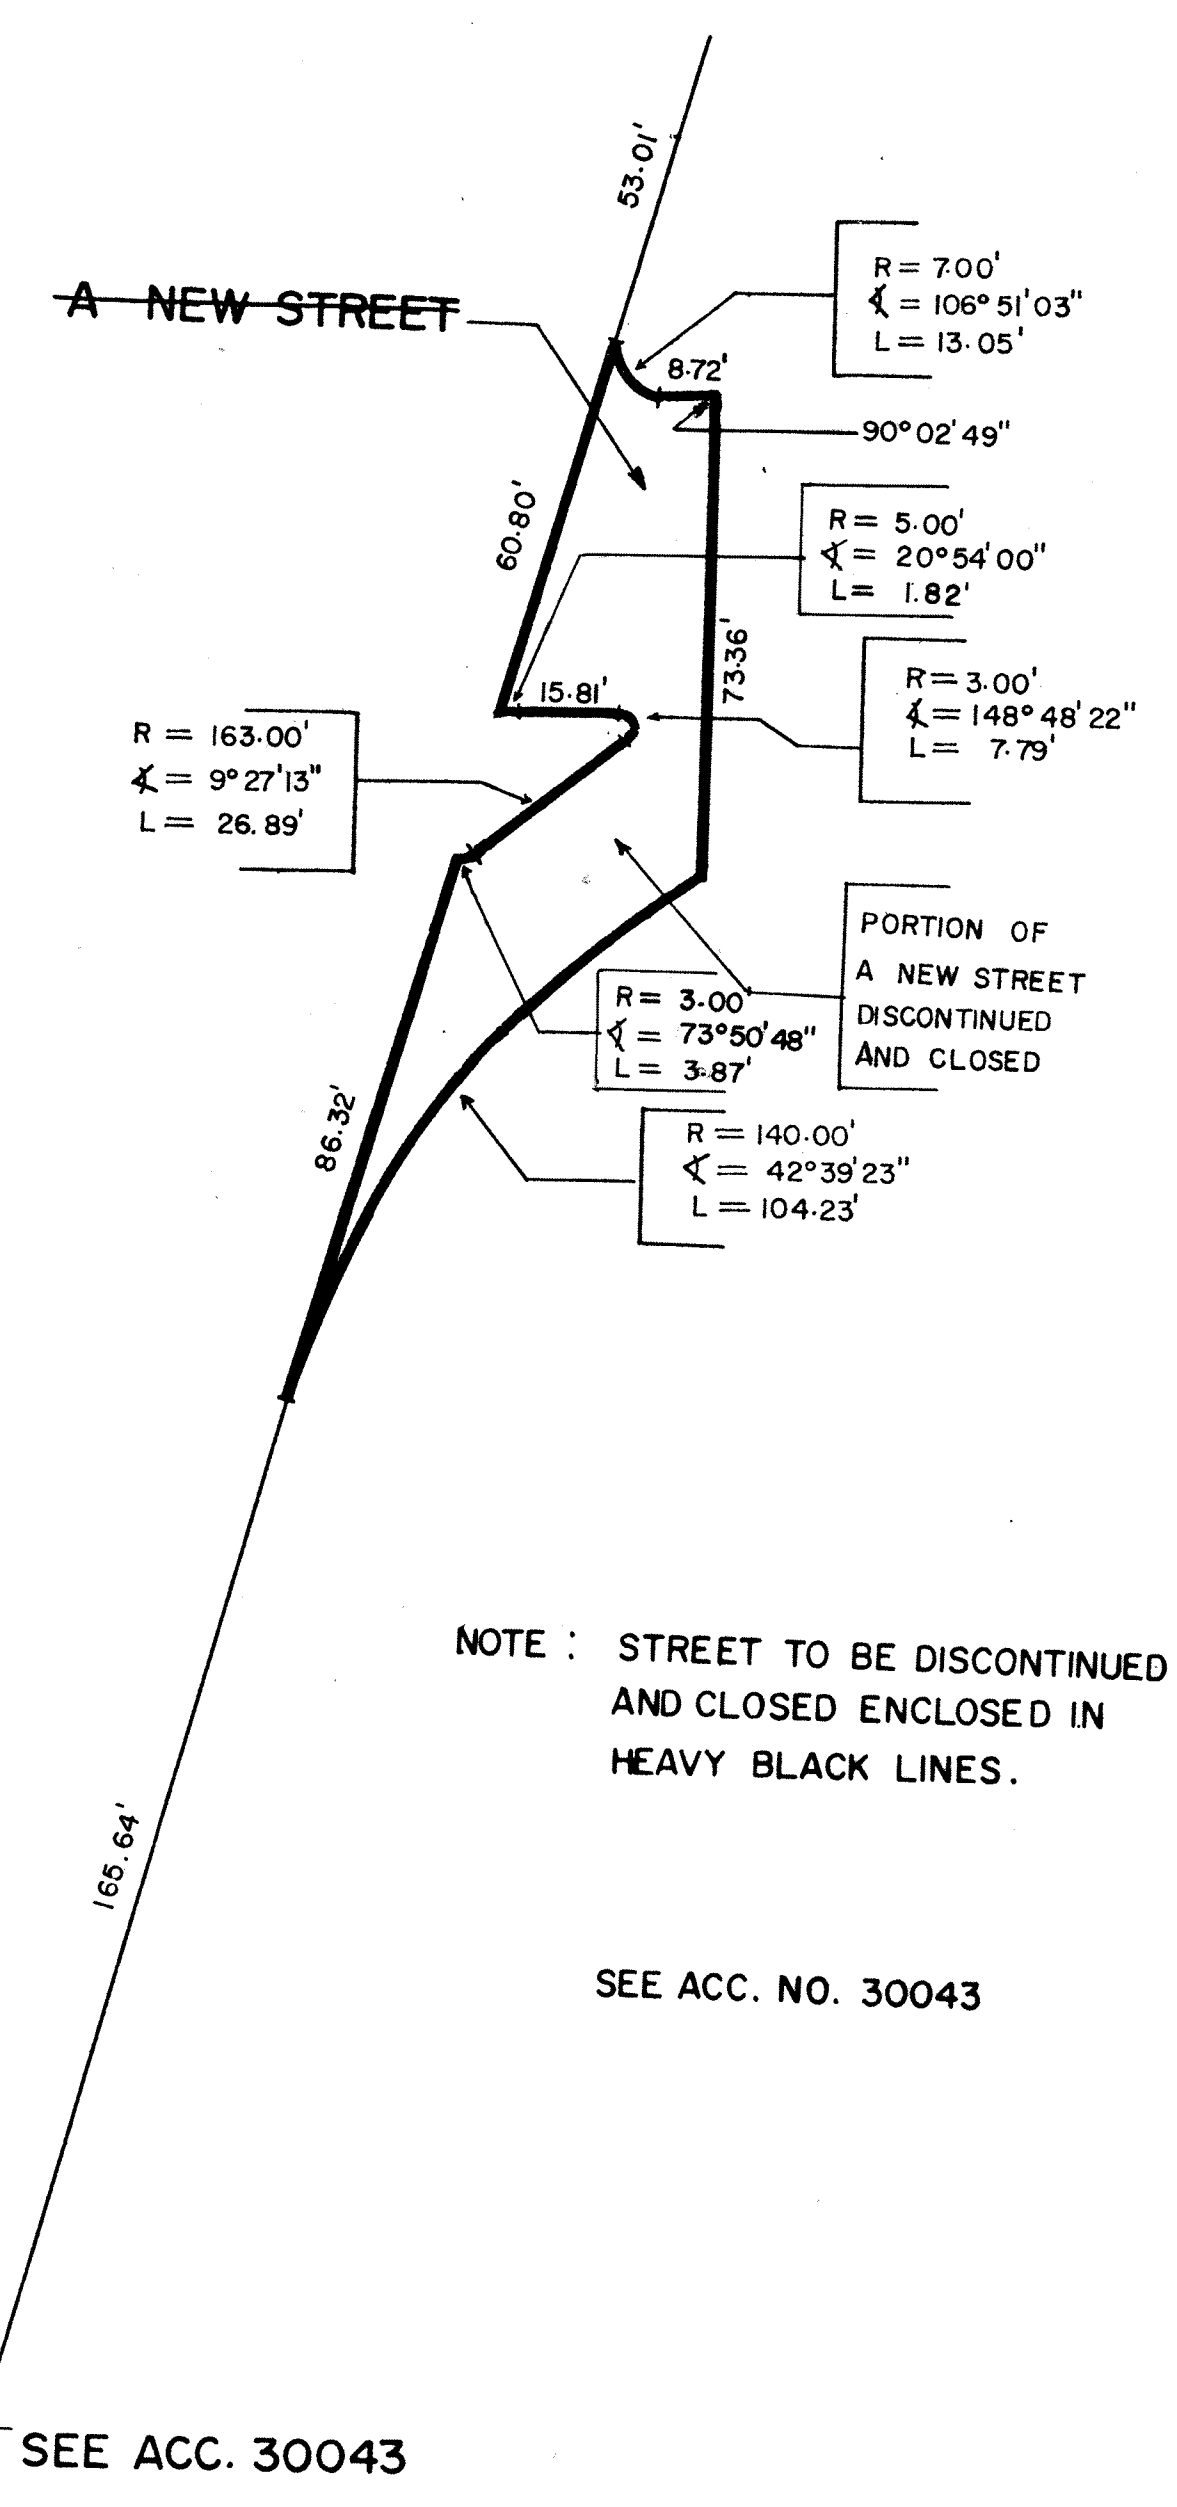 53.01'
R = 7.00'
∡ = 106° 51' 03"
L = 13.05'
A NEW STREET
8.72'
90° 02' 49"
60.80'
R = 5.00'
∡ = 20° 54' 00"
L = 1.82'
73.36'
15.81'
R = 3.00'
∡ = 148° 48' 22"
L = 7.79'
R = 163.00'
∡ = 9° 27' 13"
L = 26.89'
PORTION OF
A NEW STREET
DISCONTINUED
AND CLOSED
R = 3.00
∡ = 73° 50' 48"
L = 3.87'
86.32'
R = 140.00'
∡ = 42° 39' 23"
L = 104.23'
NOTE : STREET TO BE DISCONTINUED
AND CLOSED ENCLOSED IN
HEAVY BLACK LINES.
165.64'
SEE ACC. NO. 30043
SEE ACC. 30043